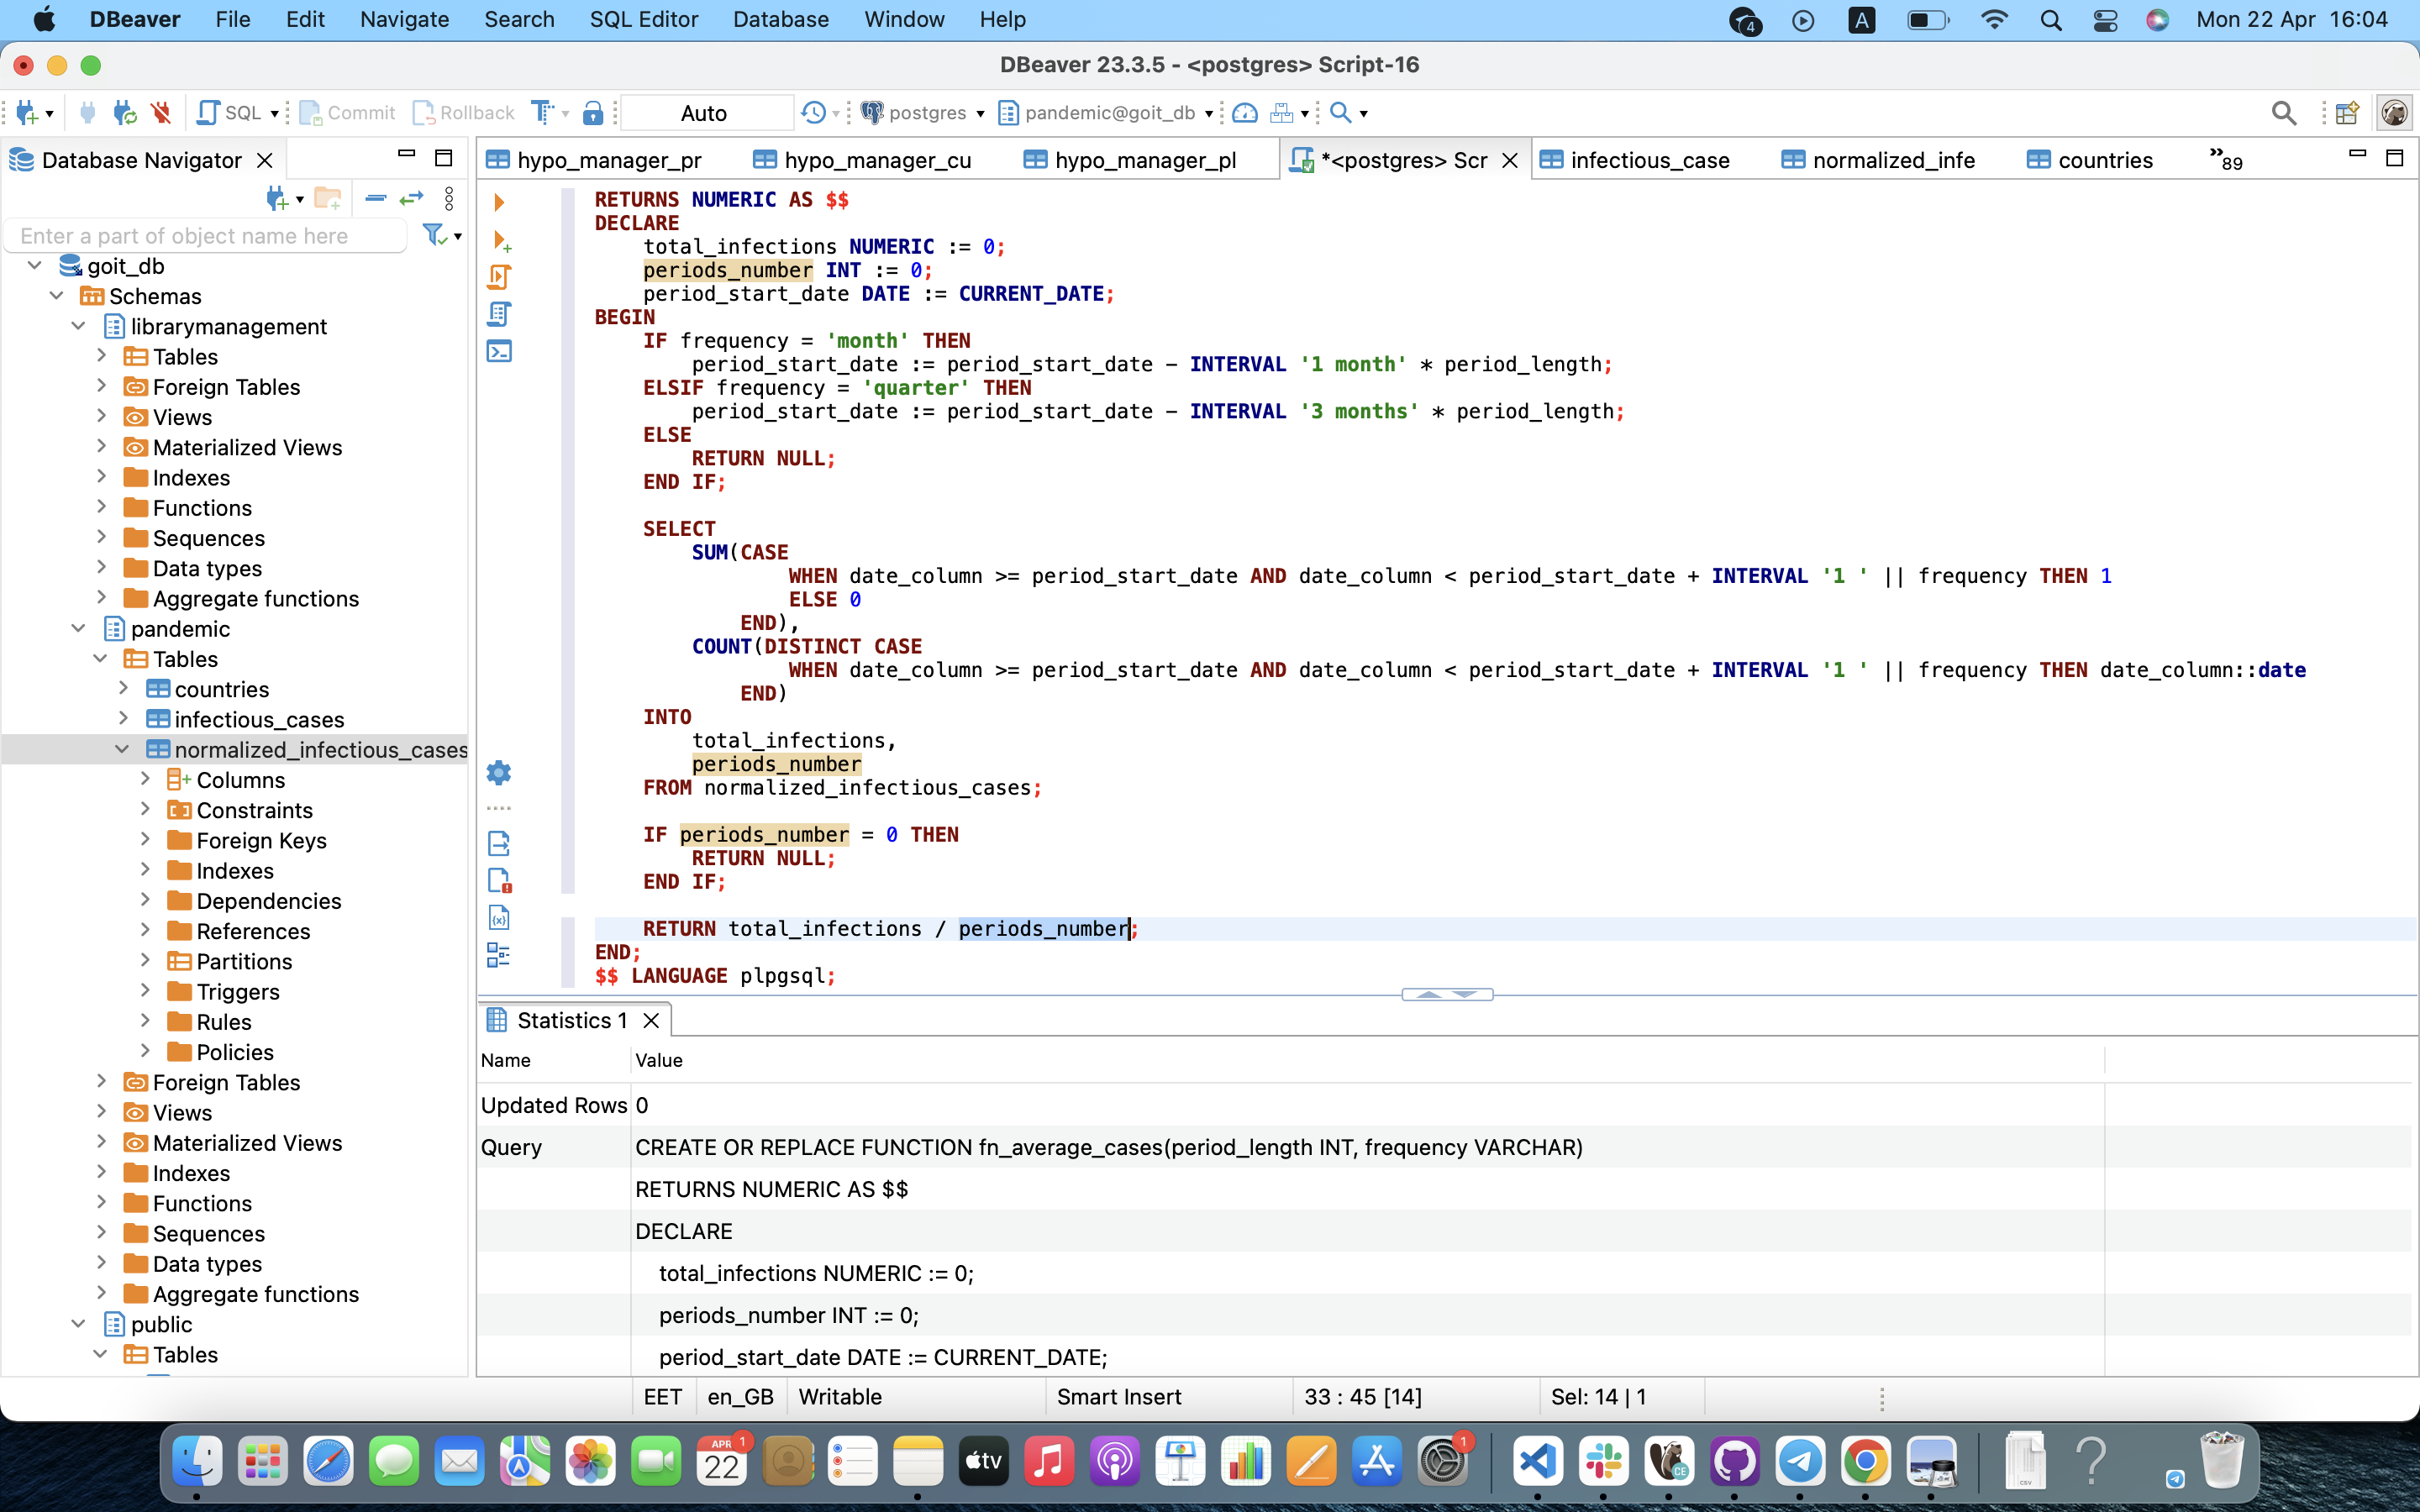 DBeaver File Edit Navigate Search SQL Editor Database Window Help 4 A Mon 22 Apr 16:04
DBeaver 23.3.5 - <postgres> Script-16
SQL Commit Rollback T Auto postgres pandemic@goit_db
Database Navigator
Enter a part of object name here
goit_db
Schemas
librarymanagement
Tables
Foreign Tables
Views
Materialized Views
Indexes
Functions
Sequences
Data types
Aggregate functions
pandemic
Tables
countries
infectious_cases
normalized_infectious_cases
Columns
Constraints
Foreign Keys
Indexes
Dependencies
References
Partitions
Triggers
Rules
Policies
Foreign Tables
Views
Materialized Views
Indexes
Functions
Sequences
Data types
Aggregate functions
public
Tables
hypo_manager_pr hypo_manager_cu hypo_manager_pl *<postgres> Scr infectious_case normalized_infe countries »89
RETURNS NUMERIC AS $$
DECLARE
total_infections NUMERIC := 0;
periods_number INT := 0;
period_start_date DATE := CURRENT_DATE;
BEGIN
IF frequency = 'month' THEN
period_start_date := period_start_date - INTERVAL '1 month' * period_length;
ELSIF frequency = 'quarter' THEN
period_start_date := period_start_date - INTERVAL '3 months' * period_length;
ELSE
RETURN NULL;
END IF;
SELECT
SUM(CASE
WHEN date_column >= period_start_date AND date_column < period_start_date + INTERVAL '1 ' || frequency THEN 1
ELSE 0
END),
COUNT(DISTINCT CASE
WHEN date_column >= period_start_date AND date_column < period_start_date + INTERVAL '1 ' || frequency THEN date_column::date
END)
INTO
total_infections,
periods_number
FROM normalized_infectious_cases;
IF periods_number = 0 THEN
RETURN NULL;
END IF;
RETURN total_infections / periods_number;
END;
$$ LANGUAGE plpgsql;
Statistics 1
Name Value
Updated Rows 0
Query CREATE OR REPLACE FUNCTION fn_average_cases(period_length INT, frequency VARCHAR)
RETURNS NUMERIC AS $$
DECLARE
total_infections NUMERIC := 0;
periods_number INT := 0;
period_start_date DATE := CURRENT_DATE;
EET en_GB Writable Smart Insert 33 : 45 [14] Sel: 14 | 1
APR 22 1 tv 1 CE CSV